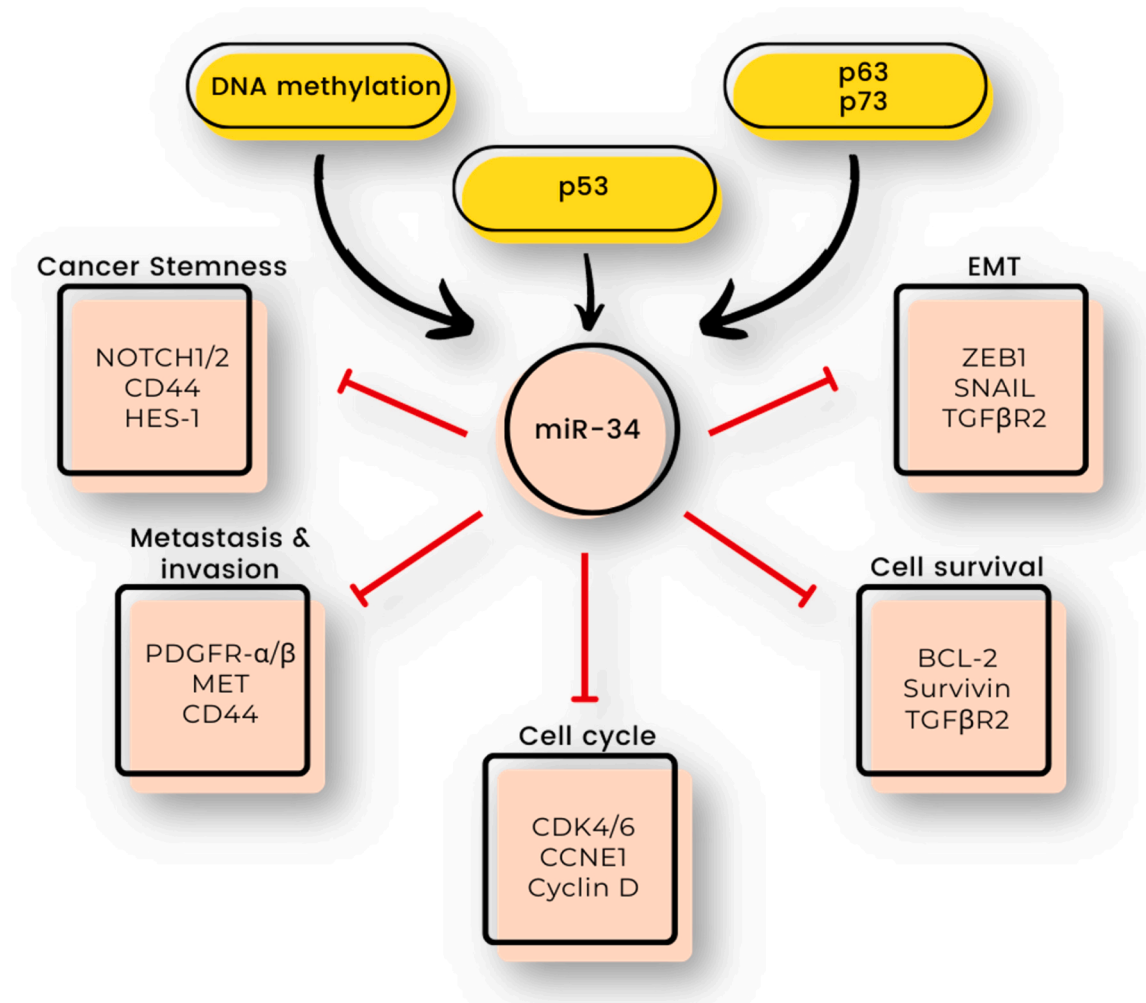 DNA methylation
p63
p73
p53
Cancer Stemness
NOTCH1/2
CD44
HES-1
EMT
ZEB1
SNAIL
TGFβR2
miR-34
Metastasis &
invasion
PDGFR-α/β
MET
CD44
Cell survival
BCL-2
Survivin
TGFβR2
Cell cycle
CDK4/6
CCNE1
Cyclin D